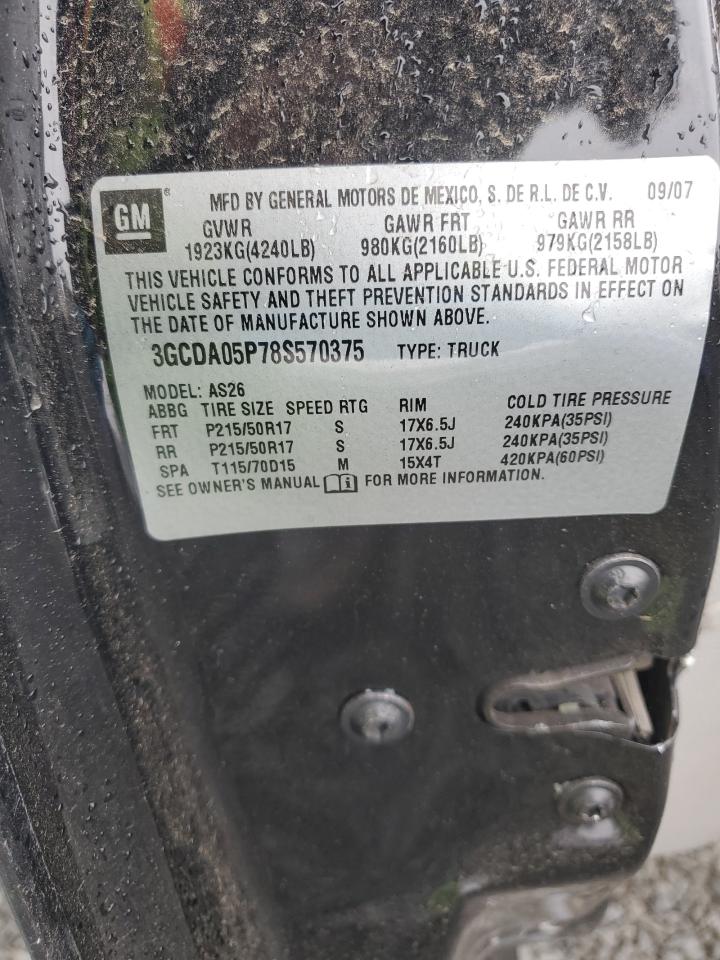 GM ® MFD BY GENERAL MOTORS DE MEXICO, S. DE R.L. DE C.V. 09/07
GVWR GAWR FRT GAWR RR
1923KG(4240LB) 980KG(2160LB) 979KG(2158LB)
THIS VEHICLE CONFORMS TO ALL APPLICABLE U.S. FEDERAL MOTOR
VEHICLE SAFETY AND THEFT PREVENTION STANDARDS IN EFFECT ON
THE DATE OF MANUFACTURE SHOWN ABOVE.
3GCDA05P78S570375 TYPE: TRUCK
MODEL: AS26
ABBG TIRE SIZE SPEED RTG RIM COLD TIRE PRESSURE
FRT P215/50R17 S 17X6.5J 240KPA(35PSI)
RR P215/50R17 S 17X6.5J 240KPA(35PSI)
SPA T115/70D15 M 15X4T 420KPA(60PSI)
SEE OWNER'S MANUAL i FOR MORE INFORMATION.